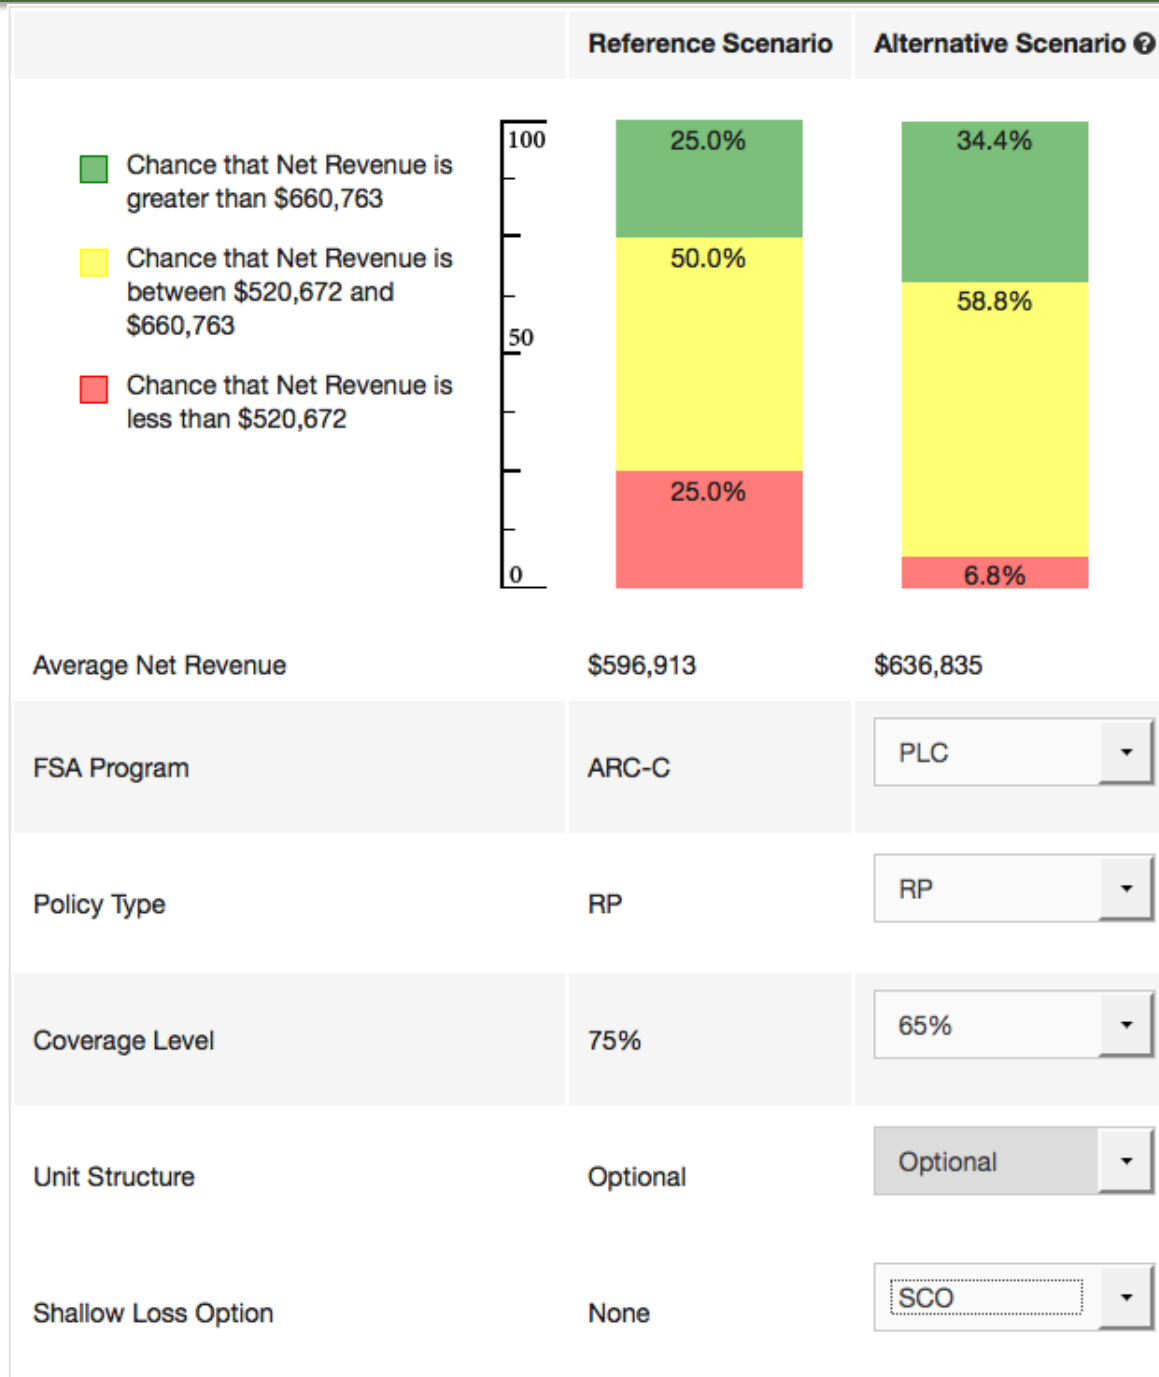 Reference Scenario
Alternative Scenario ?
Chance that Net Revenue is
greater than $660,763
Chance that Net Revenue is
between $520,672 and
$660,763
Chance that Net Revenue is
less than $520,672
100
50
0
25.0%
50.0%
25.0%
34.4%
58.8%
6.8%
Average Net Revenue
$596,913
$636,835
FSA Program
ARC-C
PLC
Policy Type
RP
RP
Coverage Level
75%
65%
Unit Structure
Optional
Optional
Shallow Loss Option
None
SCO